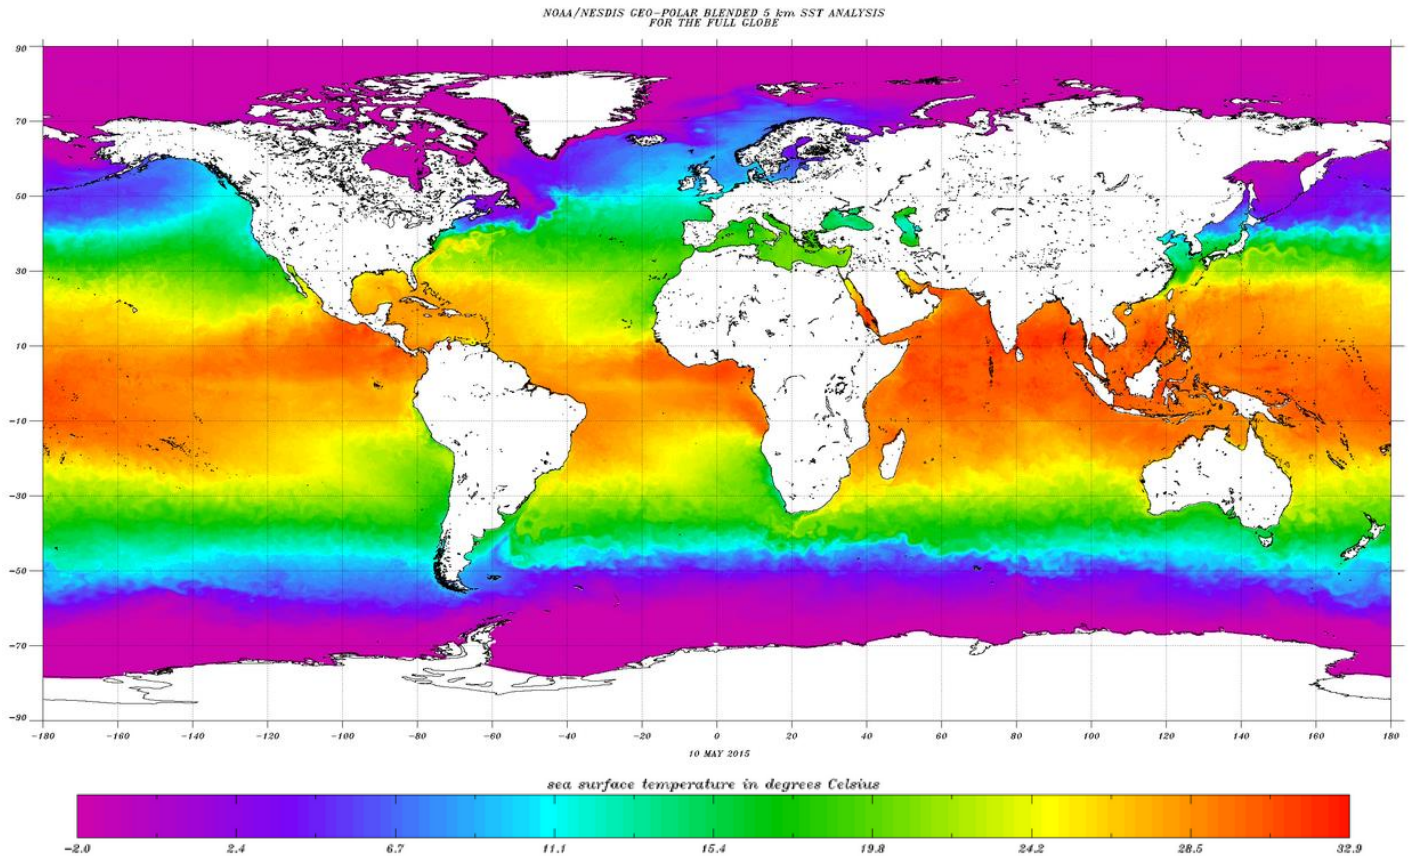 NOAA/NESDIS GEO-POLAR BLENDED 5 km SST ANALYSIS
FOR THE FULL GLOBE
90
70
50
30
10
-10
-30
-50
-70
-90
-180 -160 -140 -120 -100 -80 -60 -40 -20 0 20 40 60 80 100 120 140 160 180
10 MAY 2015
sea surface temperature in degrees Celsius
-2.0 2.4 6.7 11.1 15.4 19.8 24.2 28.5 32.9